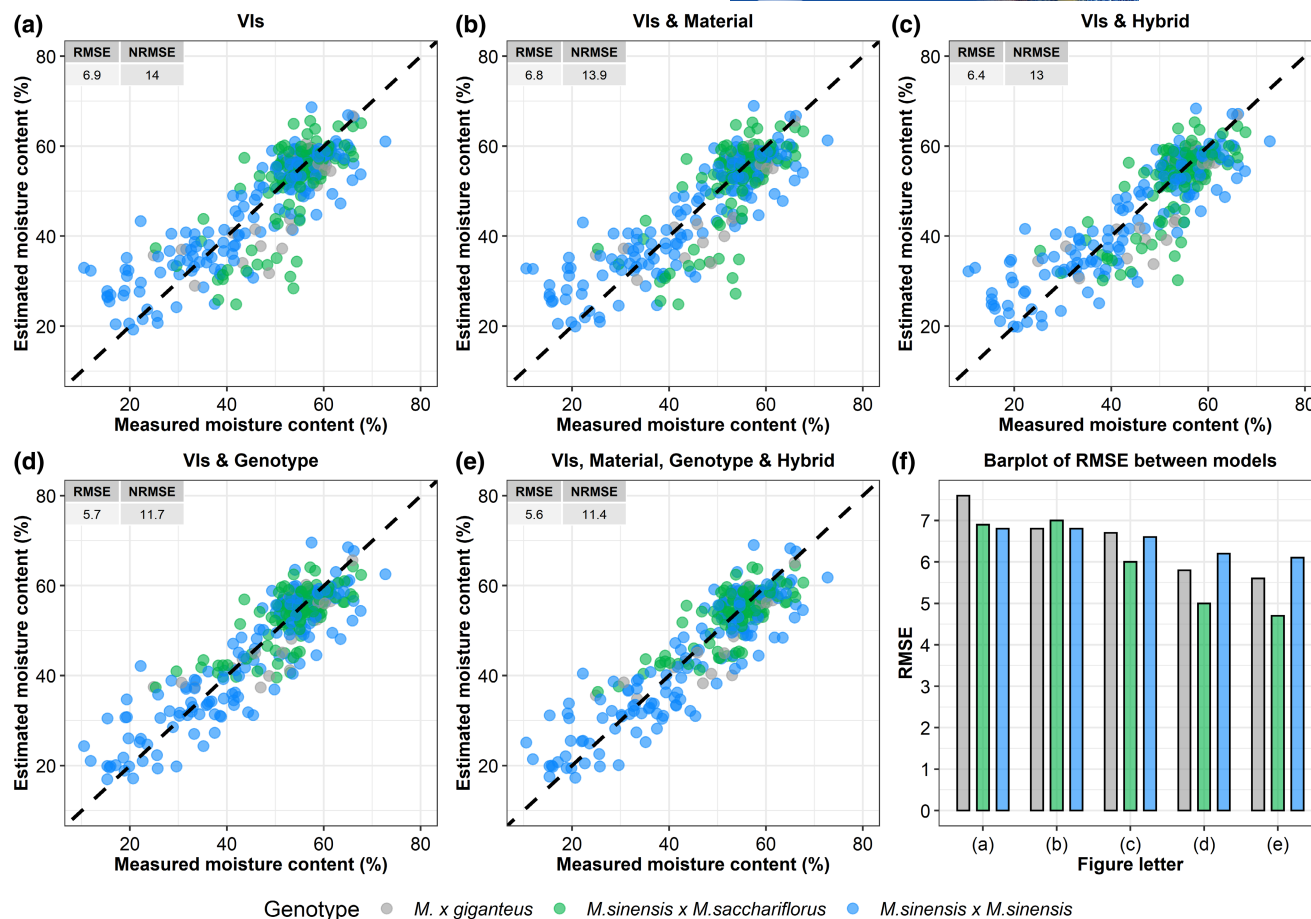 (a) VIs
RMSE NRMSE
6.9 14
80
60
40
20
Estimated moisture content (%)
20 40 60 80
Measured moisture content (%)
(b) VIs & Material
RMSE NRMSE
6.8 13.9
80
60
40
20
Estimated moisture content (%)
20 40 60 80
Measured moisture content (%)
(c) VIs & Hybrid
RMSE NRMSE
6.4 13
80
60
40
20
Estimated moisture content (%)
20 40 60 80
Measured moisture content (%)
(d) VIs & Genotype
RMSE NRMSE
5.7 11.7
80
60
40
20
Estimated moisture content (%)
20 40 60 80
Measured moisture content (%)
(e) VIs, Material, Genotype & Hybrid
RMSE NRMSE
5.6 11.4
80
60
40
20
Estimated moisture content (%)
20 40 60 80
Measured moisture content (%)
(f) Barplot of RMSE between models
7
6
5
4
3
2
1
0
RMSE
(a) (b) (c) (d) (e)
Figure letter
Genotype M. x giganteus M.sinensis x M.sacchariflorus M.sinensis x M.sinensis